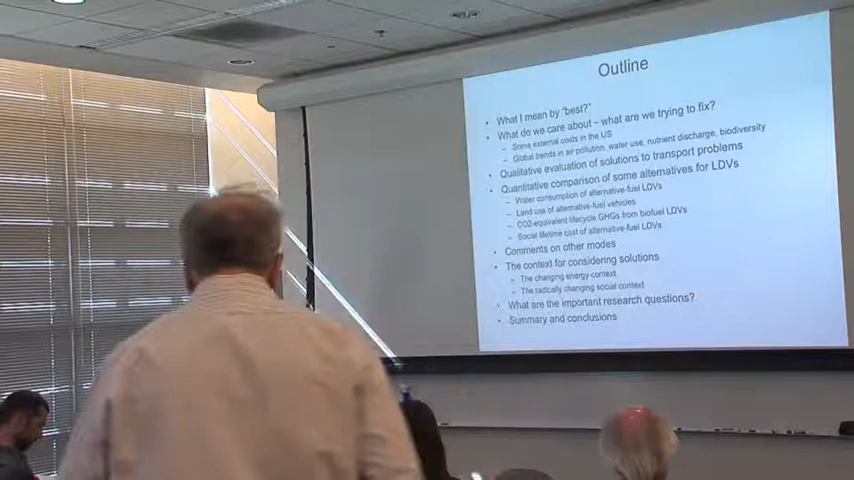 Outline
• What I mean by "best?"
• What do we care about – what are we trying to fix?
– Some external costs in the US
– Global trends in air pollution, water use, nutrient discharge, biodiversity
• Qualitative evaluation of solutions to transport problems
• Quantitative comparison of some alternatives for LDVs
– Water consumption of alternative-fuel LDVs
– Land use of alternative-fuel vehicles
– CO2-equivalent lifecycle GHGs from biofuel LDVs
– Social lifetime cost of alternative-fuel LDVs
• Comments on other modes
• The context for considering solutions
– The changing energy context
– The radically changing social context
• What are the important research questions?
• Summary and conclusions